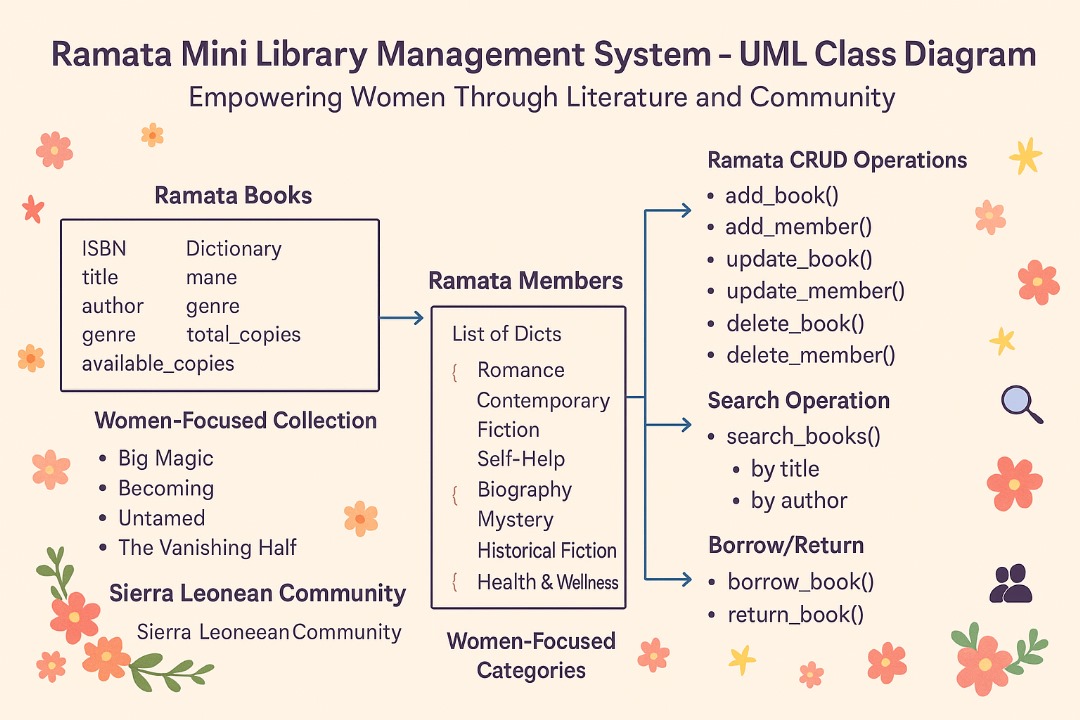 Ramata Mini Library Management System – UML Class Diagram
Empowering Women Through Literature and Community
Ramata Books
ISBN Dictionary
title mane
author genre
genre total_copies
available_copies
Women-Focused Collection
• Big Magic
• Becoming
• Untamed
• The Vanishing Half
Sierra Leonean Community
Sierra Leoneean Community
Ramata Members
List of Dicts
{ Romance
Contemporary
Fiction
Self-Help
{ Biography
Mystery
Historical Fiction
{ Health & Wellness
Women-Focused
Categories
Ramata CRUD Operations
• add_book()
• add_member()
• update_book()
• update_member()
• delete_book()
• delete_member()
Search Operation
• search_books()
• by title
• by author
Borrow/Return
• borrow_book()
• return_book()